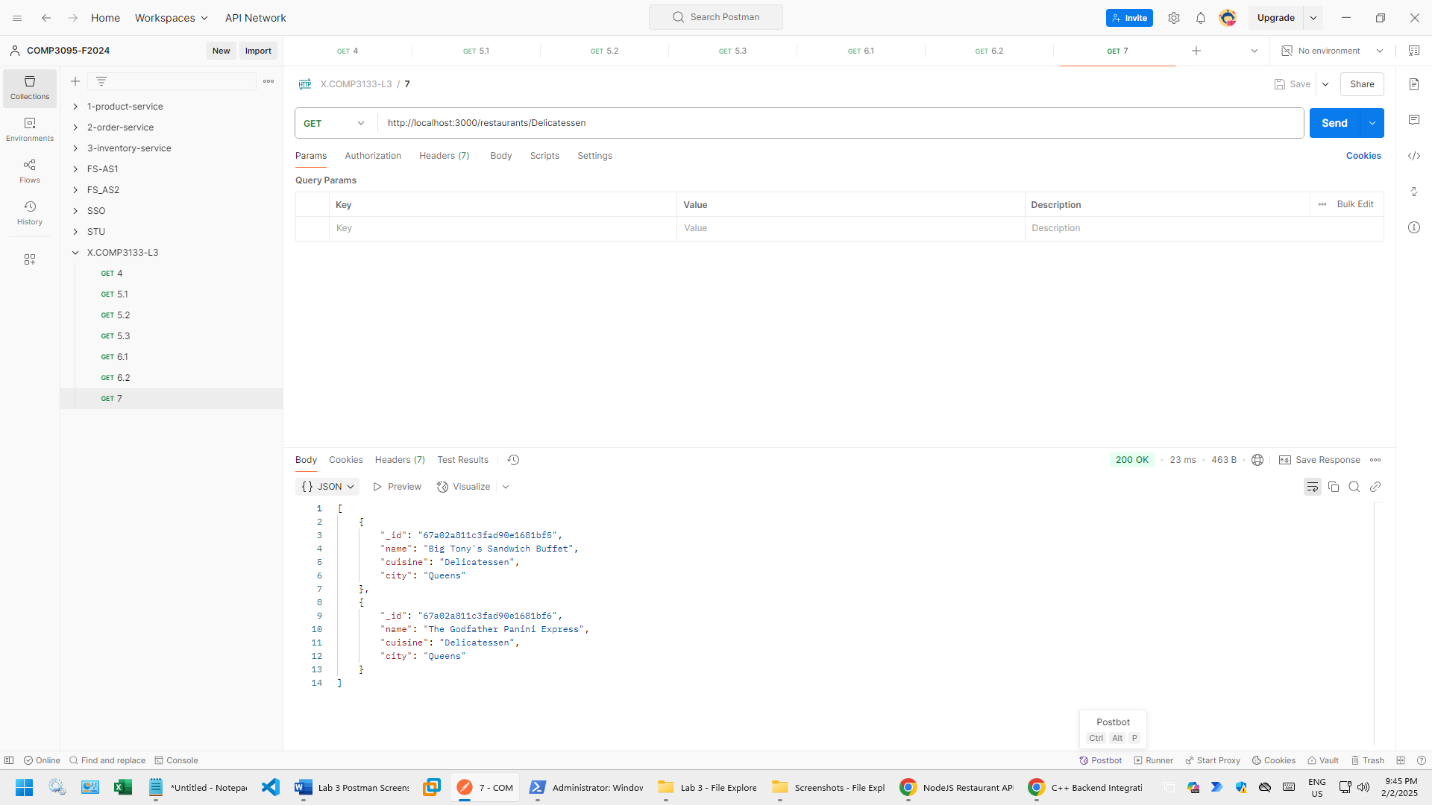 Home Workspaces API Network Search Postman Invite Upgrade
COMP3095-F2024 New Import GET 4 GET 5.1 GET 5.2 GET 5.3 GET 6.1 GET 6.2 GET 7 No environment
Collections
Environments
Flows
History
1-product-service
2-order-service
3-inventory-service
FS-AS1
FS_AS2
SSO
STU
X.COMP3133-L3
GET 4
GET 5.1
GET 5.2
GET 5.3
GET 6.1
GET 6.2
GET 7
HTTP X.COMP3133-L3 / 7 Save Share
GET http://localhost:3000/restaurants/Delicatessen Send
Params Authorization Headers (7) Body Scripts Settings Cookies
Query Params
Key Value Description Bulk Edit
Key Value Description
Body Cookies Headers (7) Test Results 200 OK 23 ms 463 B Save Response
{} JSON Preview Visualize
1 [
2 {
3 "_id": "67a02a811c3fad90e1681bf5",
4 "name": "Big Tony's Sandwich Buffet",
5 "cuisine": "Delicatessen",
6 "city": "Queens"
7 },
8 {
9 "_id": "67a02a811c3fad90e1681bf6",
10 "name": "The Godfather Panini Express",
11 "cuisine": "Delicatessen",
12 "city": "Queens"
13 }
14 ]
Postbot
Ctrl Alt P
Online Find and replace Console Postbot Runner Start Proxy Cookies Vault Trash
*Untitled - Notepa Lab 3 Postman Screens 7 - COM Administrator: Window Lab 3 - File Explore Screenshots - File Expl NodeJS Restaurant API C++ Backend Integrati ENG US 9:45 PM 2/2/2025